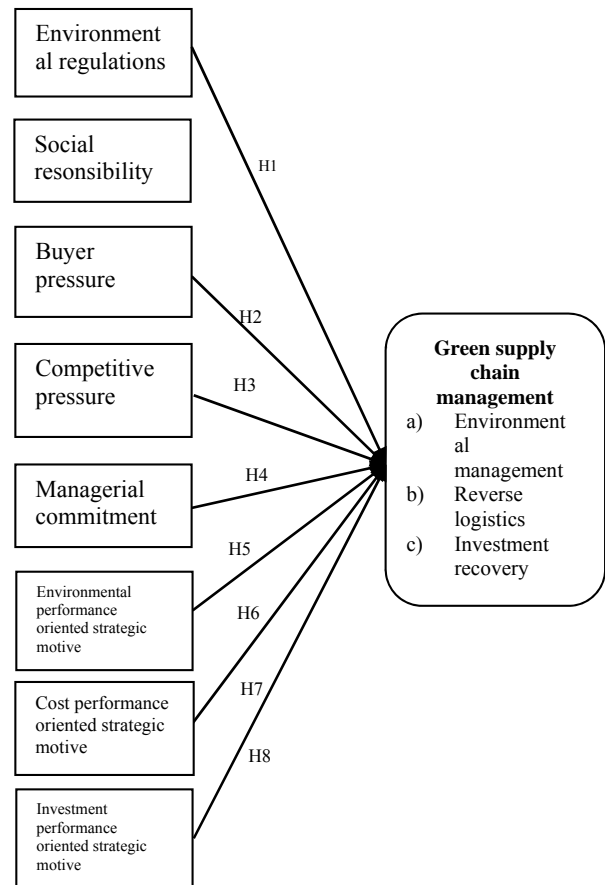 Environment
al regulations
Social
resonsibility
H1
Buyer
pressure
H2
Competitive
pressure
H3
Managerial
commitment
H4
Environmental
performance
oriented strategic
motive
H5
H6
Cost performance
oriented strategic
motive
H7
H8
Investment
performance
oriented strategic
motive
Green supply
chain
management
a) Environment
al
management
b) Reverse
logistics
c) Investment
recovery